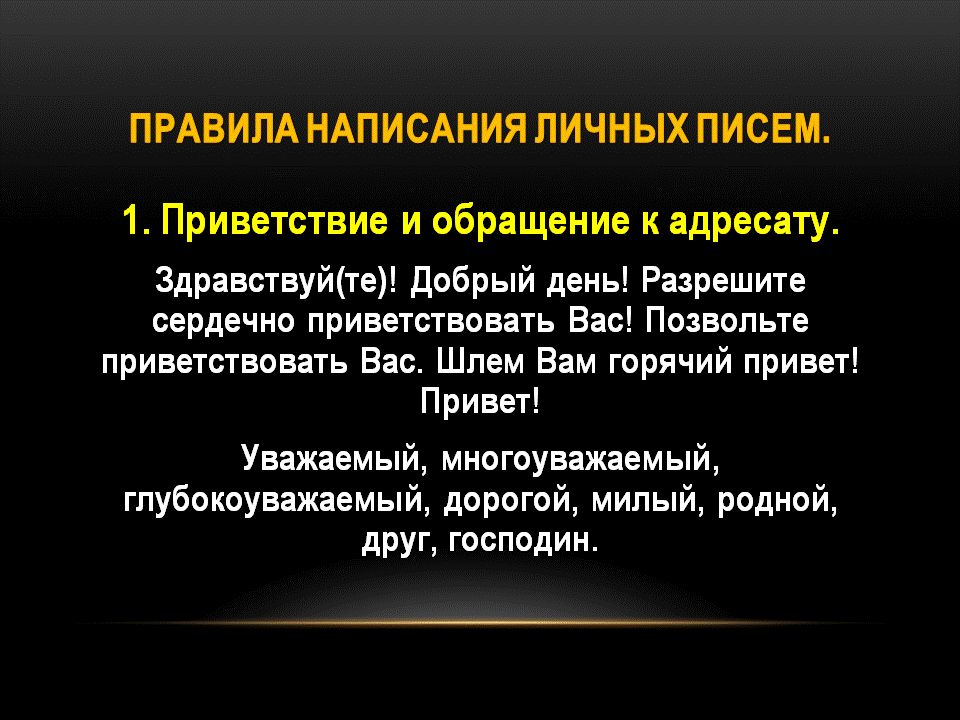 ПРАВИЛА НАПИСАНИЯ ЛИЧНЫХ ПИСЕМ.
1. Приветствие и обращение к адресату.
Здравствуй(те)! Добрый день! Разрешите
сердечно приветствовать Вас! Позвольте
приветствовать Вас. Шлем Вам горячий привет!
Привет!
Уважаемый, многоуважаемый,
глубокоуважаемый, дорогой, милый, родной,
друг, господин.